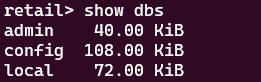 retail> show dbs
admin    40.00 KiB
config  108.00 KiB
local    72.00 KiB